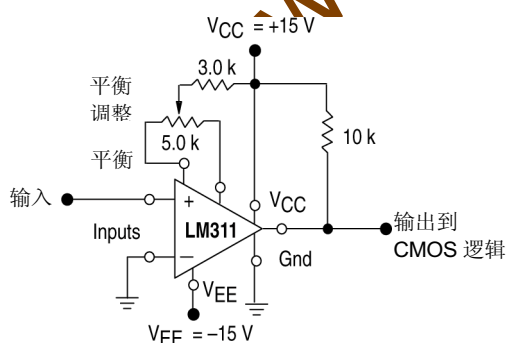 VCC = +15 V
3.0 k
平衡
调整
5.0 k
10 k
平衡
输入
+
VCC
Inputs
LM311
输出到
CMOS 逻辑
–
Gnd
VEE
VEE = –15 V